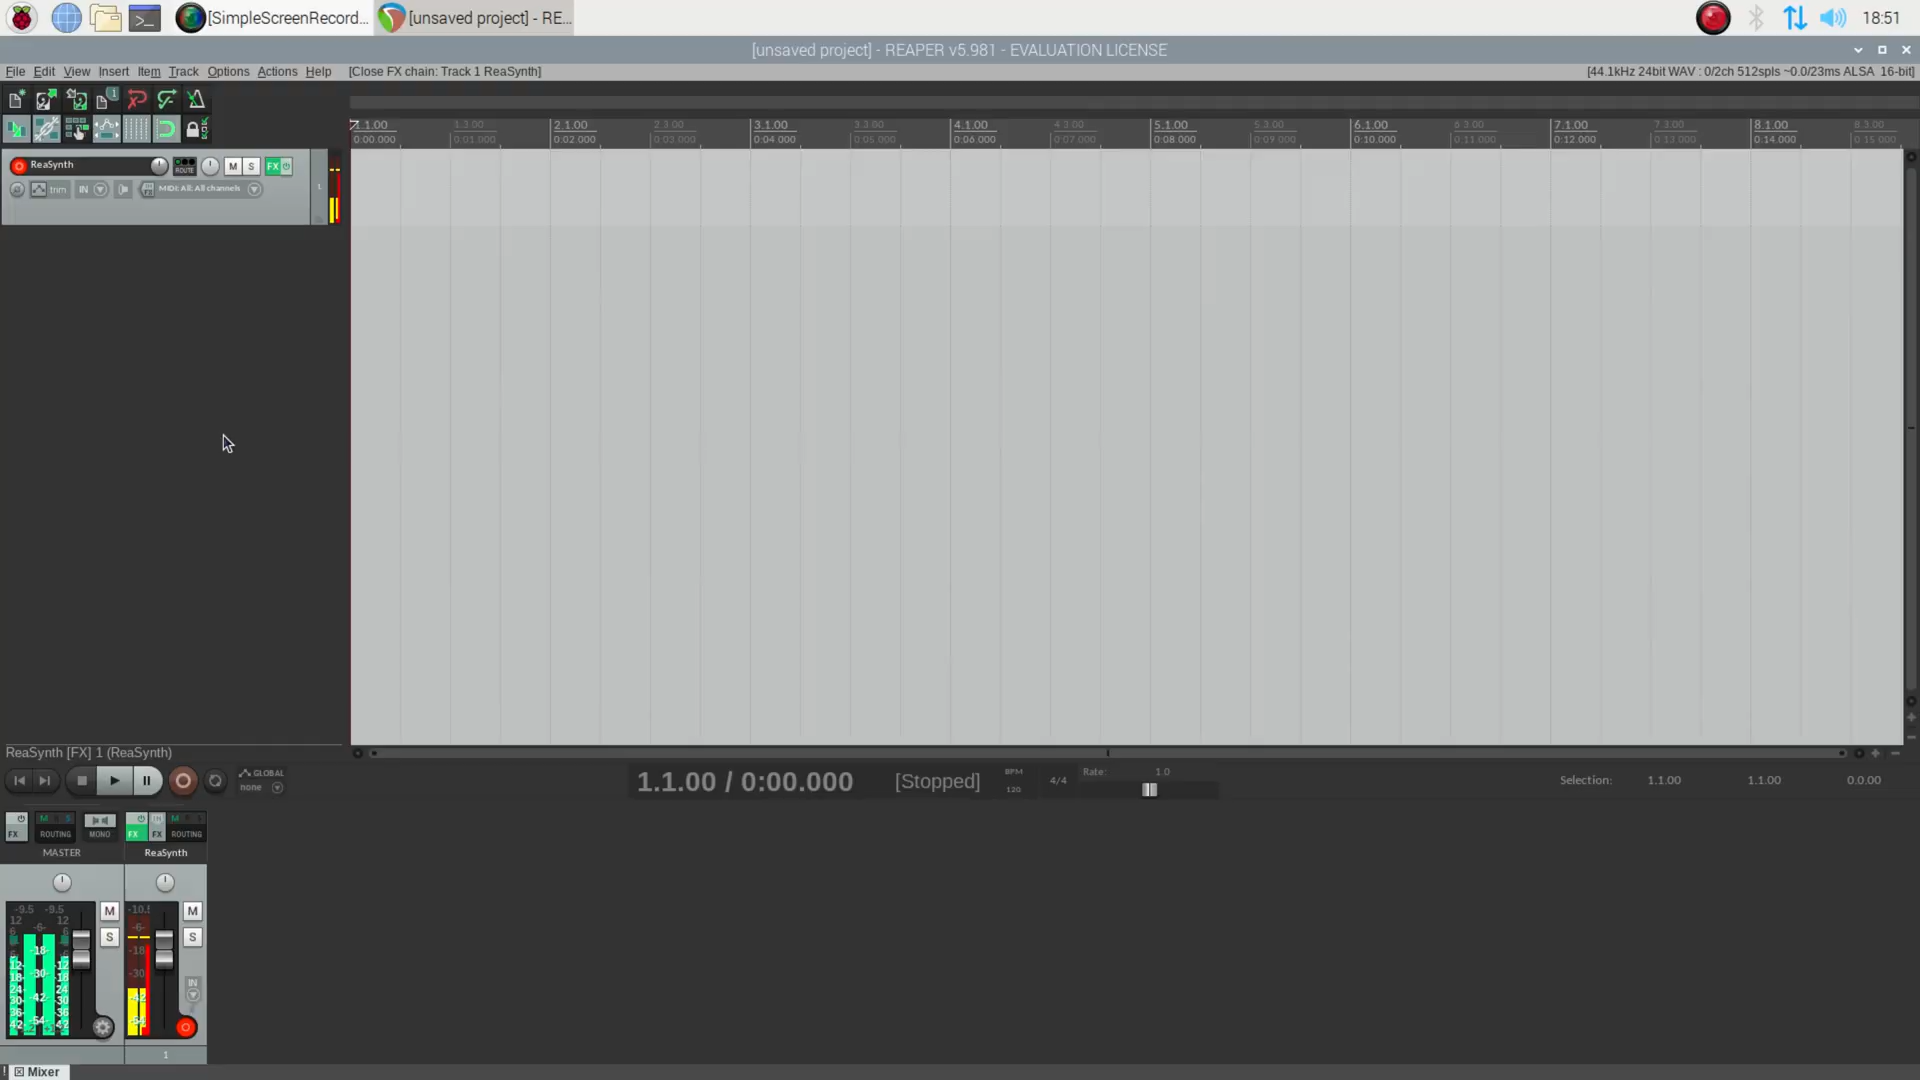 [SimpleScreenRecord...
[unsaved project] - RE...
18:51
[unsaved project] - REAPER v5.981 - EVALUATION LICENSE
File Edit View Insert Item Track Options Actions Help [Close FX chain: Track 1 ReaSynth]
[44.1kHz 24bit WAV : 0/2ch 512spls ~0.0/23ms ALSA 16-bit]
1.1.00 1.3.00 2.1.00 2.3.00 3.1.00 3.3.00 4.1.00 4.3.00 5.1.00 5.3.00 6.1.00 6.3.00 7.1.00 7.3.00 8.1.00 8.3.00
0:00.000 0:01.000 0:02.000 0:03.000 0:04.000 0:05.000 0:06.000 0:07.000 0:08.000 0:09.000 0:10.000 0:11.000 0:12.000 0:13.000 0:14.000 0:15.000
ReaSynth ROUTE M S FX
trim IN FX MIDI: All: All channels
ReaSynth [FX] 1 (ReaSynth)
GLOBAL
none
1.1.00 / 0:00.000 [Stopped]
BPM
120
4/4
Rate: 1.0
Selection: 1.1.00 1.1.00 0.0.00
FX M S ROUTING MONO FX IN FX M S ROUTING
MASTER ReaSynth
-9.5 -9.5
12 12
-6-
M M
S S
-18-
-30-
-42-
-54-
-6-
-18-
-30-
IN
1
Mixer